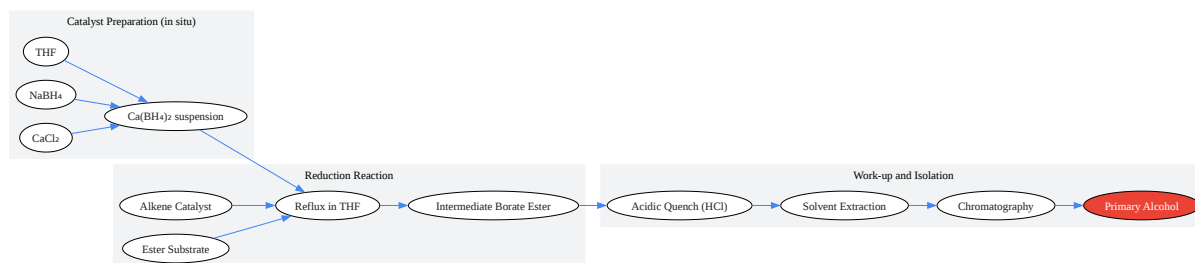 Catalyst Preparation (in situ)
THF
NaBH₄
CaCl₂
Ca(BH₄)₂ suspension
Reduction Reaction
Alkene Catalyst
Ester Substrate
Reflux in THF
Intermediate Borate Ester
Work-up and Isolation
Acidic Quench (HCl)
Solvent Extraction
Chromatography
Primary Alcohol